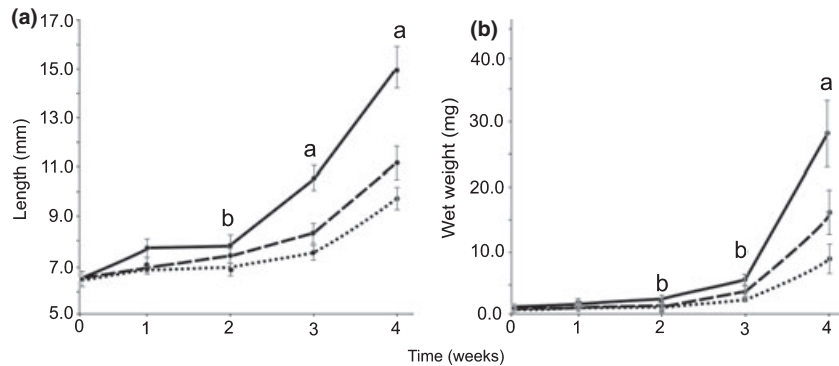 (a)
17.0
15.0
13.0
11.0
9.0
7.0
5.0
Length (mm)
a
a
b
0 1 2 3 4
(b)
40.0
30.0
20.0
10.0
0.0
Wet weight (mg)
a
b
b
0 1 2 3 4
Time (weeks)